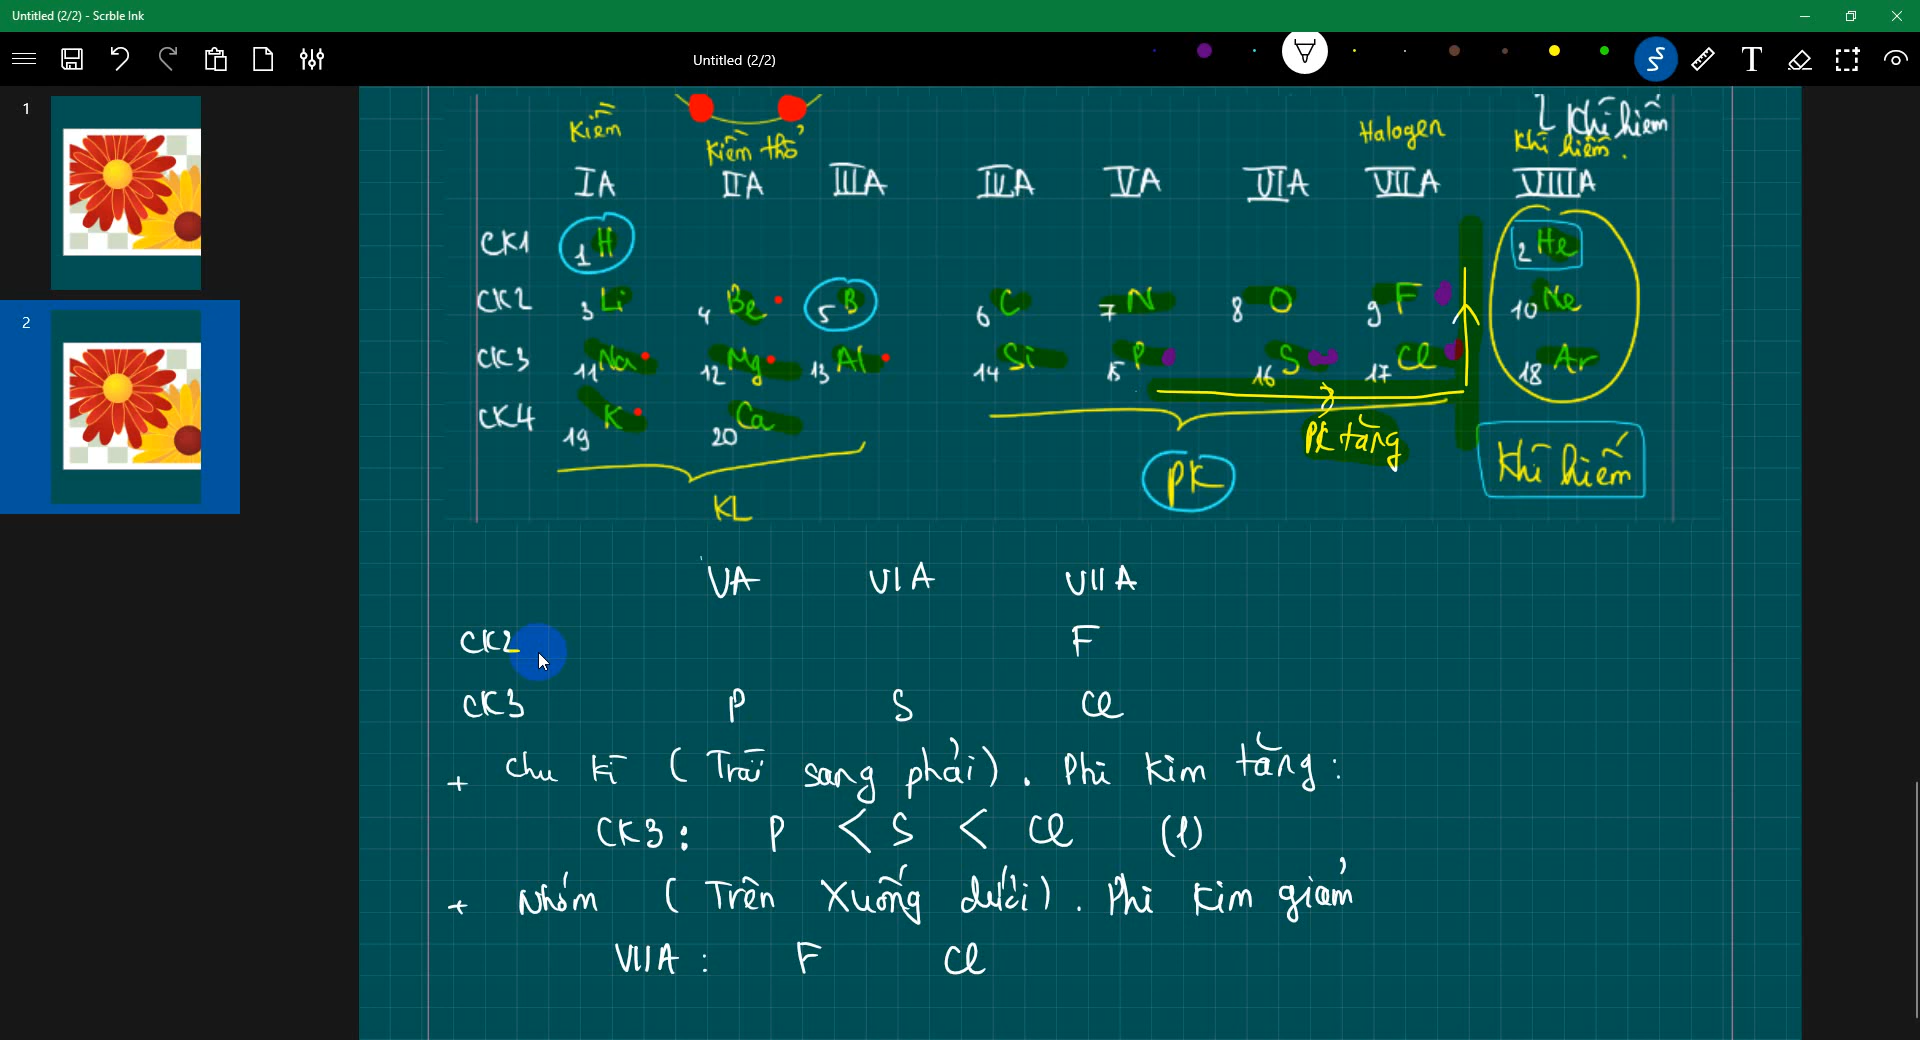 Untitled (2/2) - Scrble Ink
Untitled (2/2)
1
2
Kiềm
Kiềm thổ
Halogen
Khí hiếm
Khí hiếm.
IA IIA IIIA IVA VA VIA VIIA VIIIA
CK1 1 H 2 He
CK2 3 Li 4 Be 5 B 6 C 7 N 8 O 9 F 10 Ne
CK3 11 Na 12 Mg 13 Al 14 Si 15 P 16 S 17 Cl 18 Ar
CK4 19 K 20 Ca
PK tăng
Khí hiếm
PK
KL
VA VIA VIIA
CK2 F
CK3 P S Cl
+ Chu kì (Trái sang phải). Phi kim tăng:
CK3: P < S < Cl (1)
+ Nhóm (Trên xuống dưới). Phi kim giảm
VIIA: F Cl